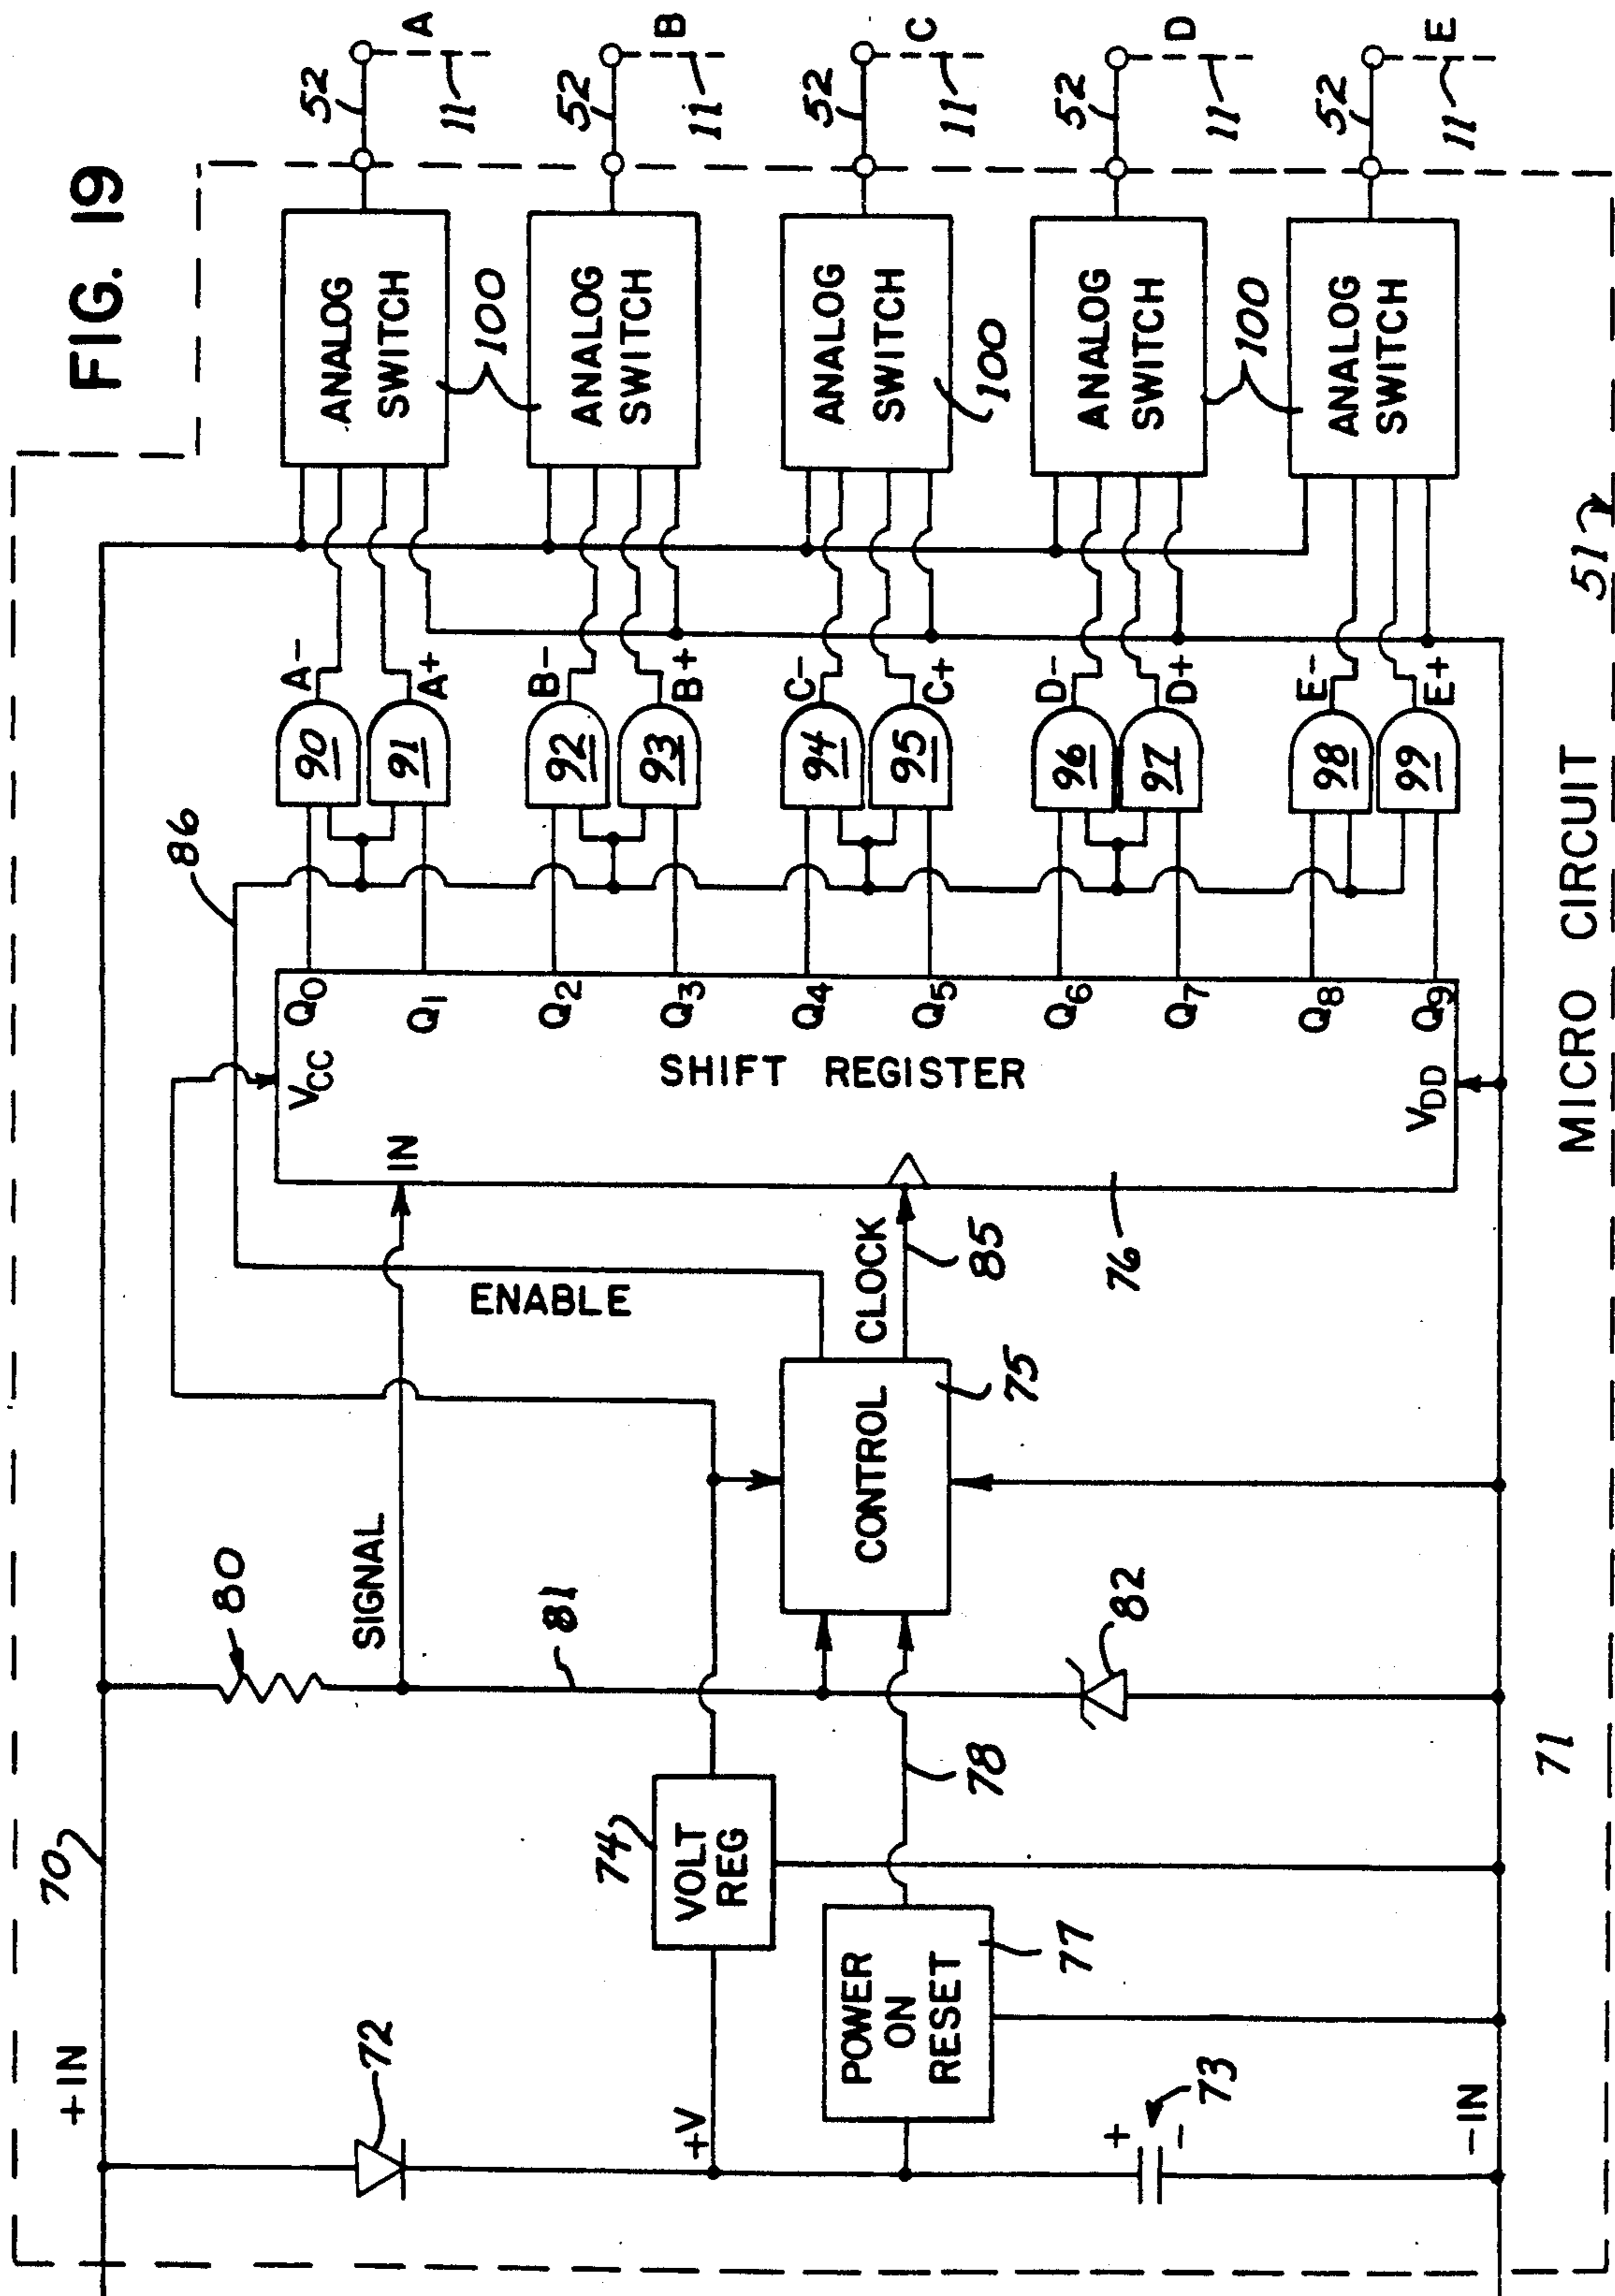 FIG. 19
70
+IN
72
+V
73
+
-
-IN
71
74
VOLT
REG
POWER
ON
RESET
77
78
80
SIGNAL
81
82
CONTROL
75
ENABLE
CLOCK
85
86
76
IN
VCC
VDD
SHIFT REGISTER
Q0
Q1
Q2
Q3
Q4
Q5
Q6
Q7
Q8
Q9
90
91
92
93
94
95
96
97
98
99
A-
A+
B-
B+
C-
C+
D-
D+
E-
E+
ANALOG
SWITCH
100
ANALOG
SWITCH
ANALOG
SWITCH
100
ANALOG
SWITCH
100
ANALOG
SWITCH
52
11
A
52
11
B
52
11
C
52
11
D
52
11
E
51
MICRO CIRCUIT